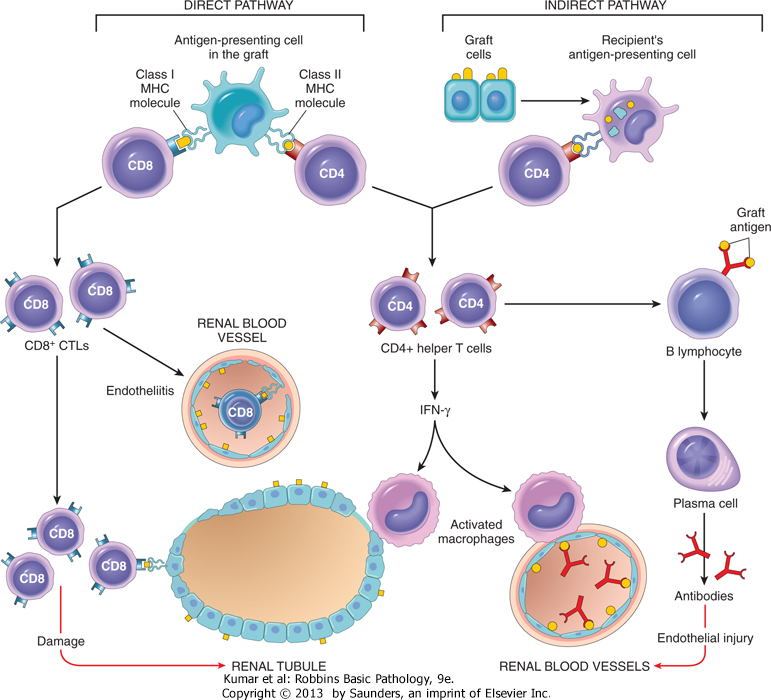 DIRECT PATHWAY
INDIRECT PATHWAY
Antigen-presenting cell
in the graft
Graft
cells
Recipient's
antigen-presenting cell
Class I
MHC
molecule
Class II
MHC
molecule
CD8
CD4
CD4
Graft
antigen
CD8
CD8
CD4
CD4
CD8+ CTLs
RENAL BLOOD
VESSEL
CD4+ helper T cells
B lymphocyte
Endotheliitis
CD8
IFN-γ
Plasma cell
Activated
macrophages
CD8
CD8
CD8
Antibodies
Damage
Endothelial injury
RENAL TUBULE
RENAL BLOOD VESSELS
Kumar et al: Robbins Basic Pathology, 9e.
Copyright © 2013 by Saunders, an imprint of Elsevier Inc.